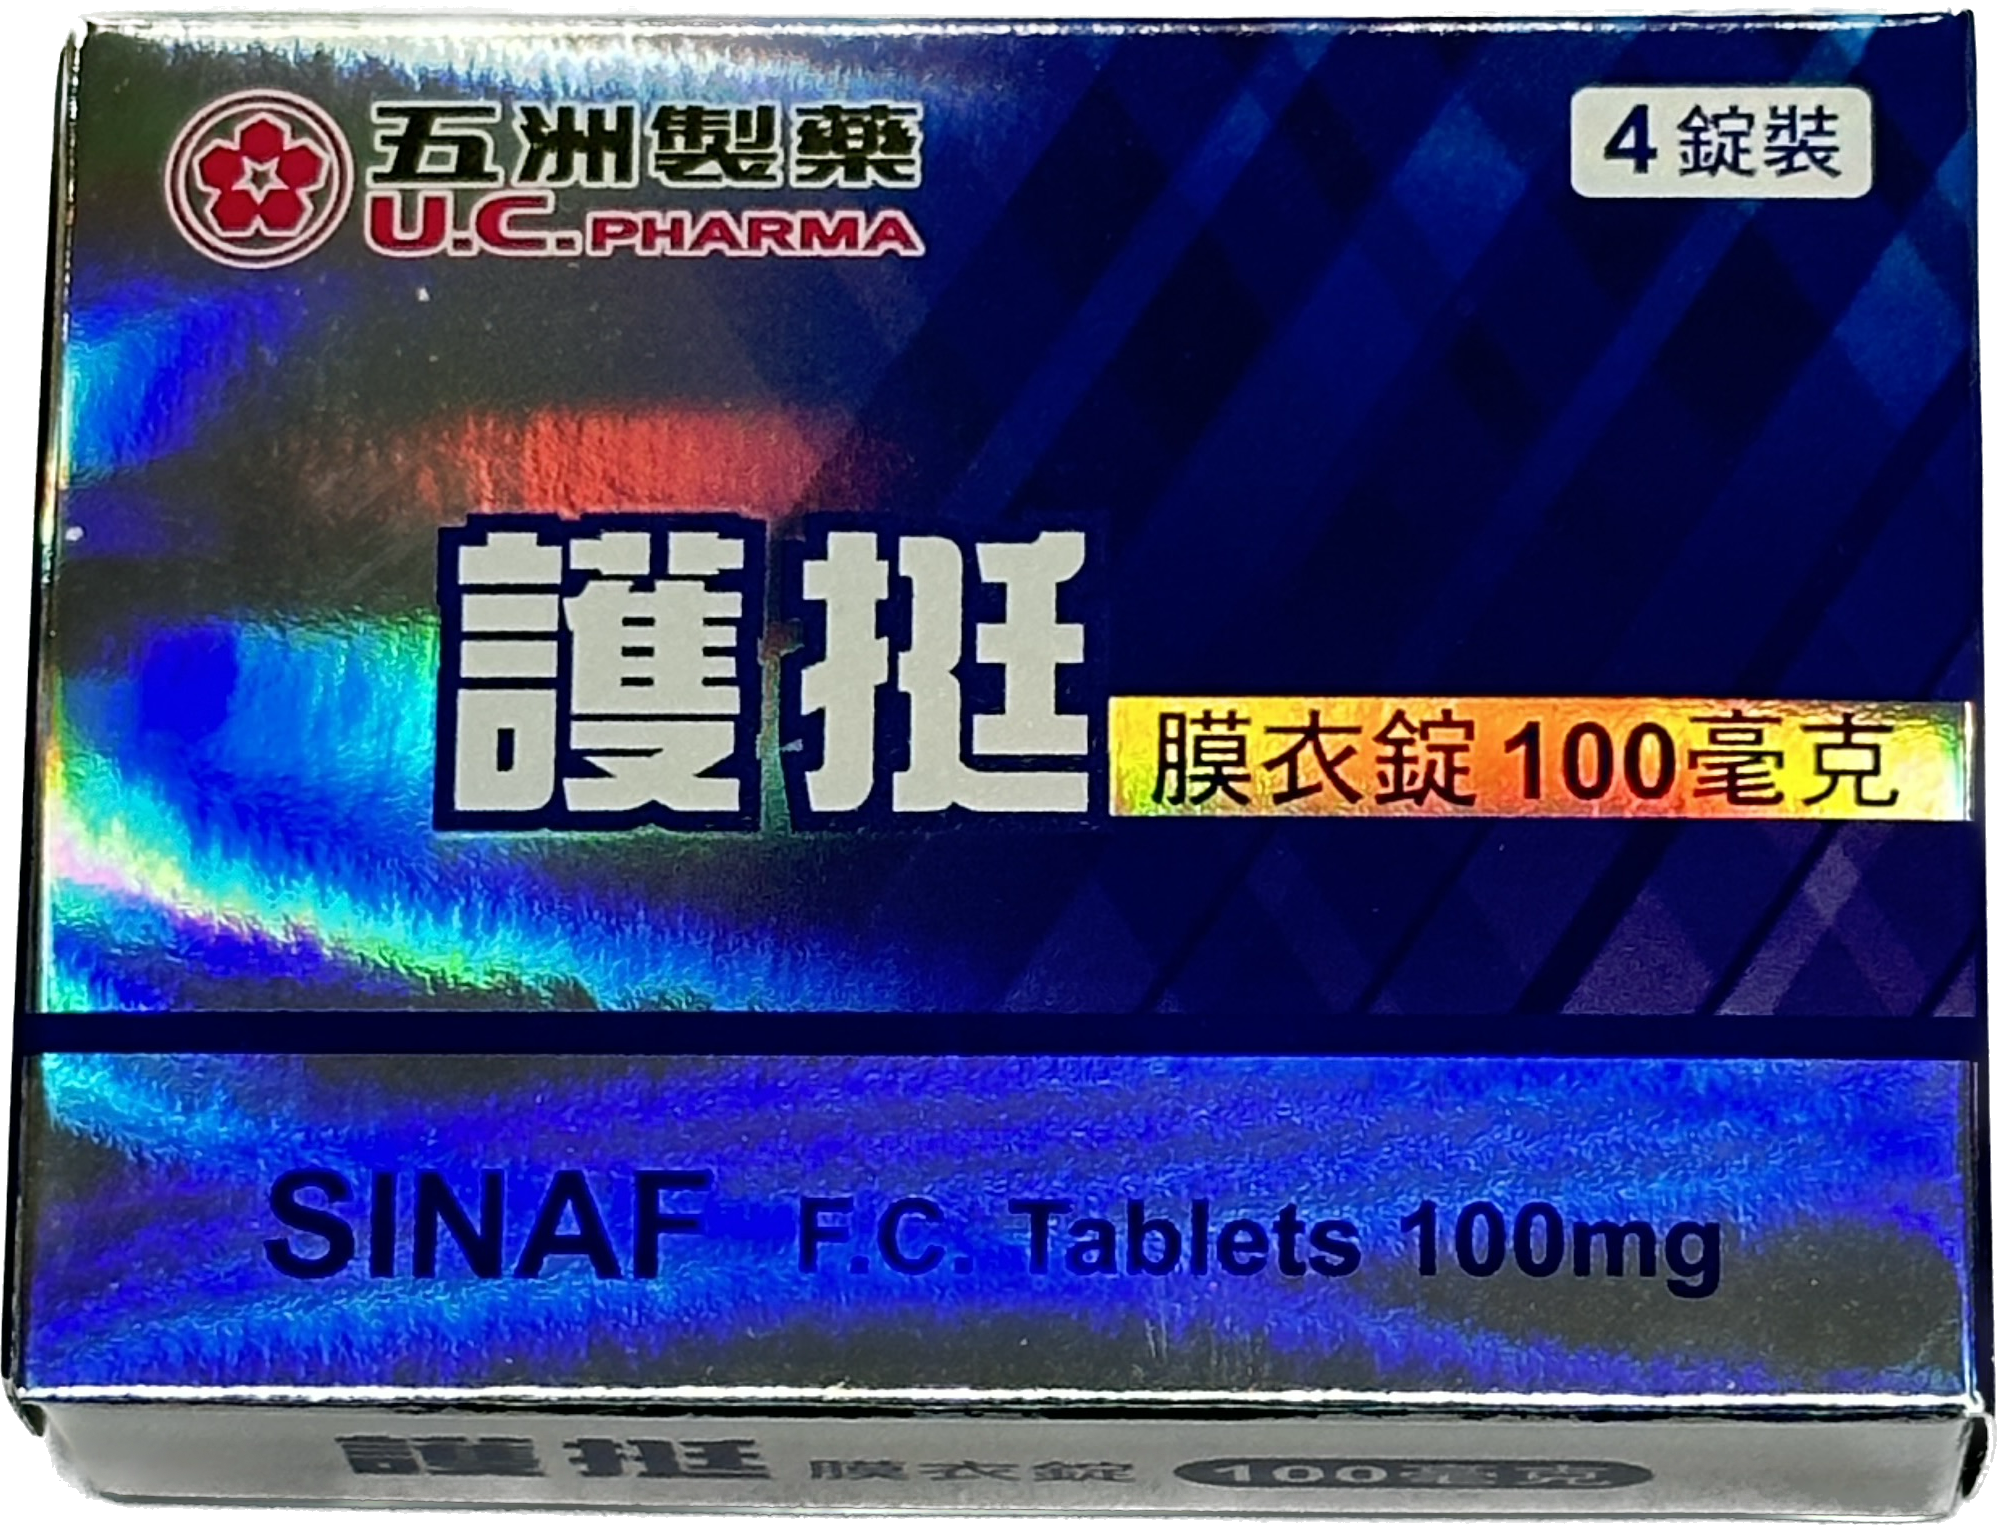 五洲製藥
U.C. PHARMA
4錠裝
護挺
膜衣錠100毫克
SINAF F.C. Tablets 100mg
護挺 膜衣錠 100毫克